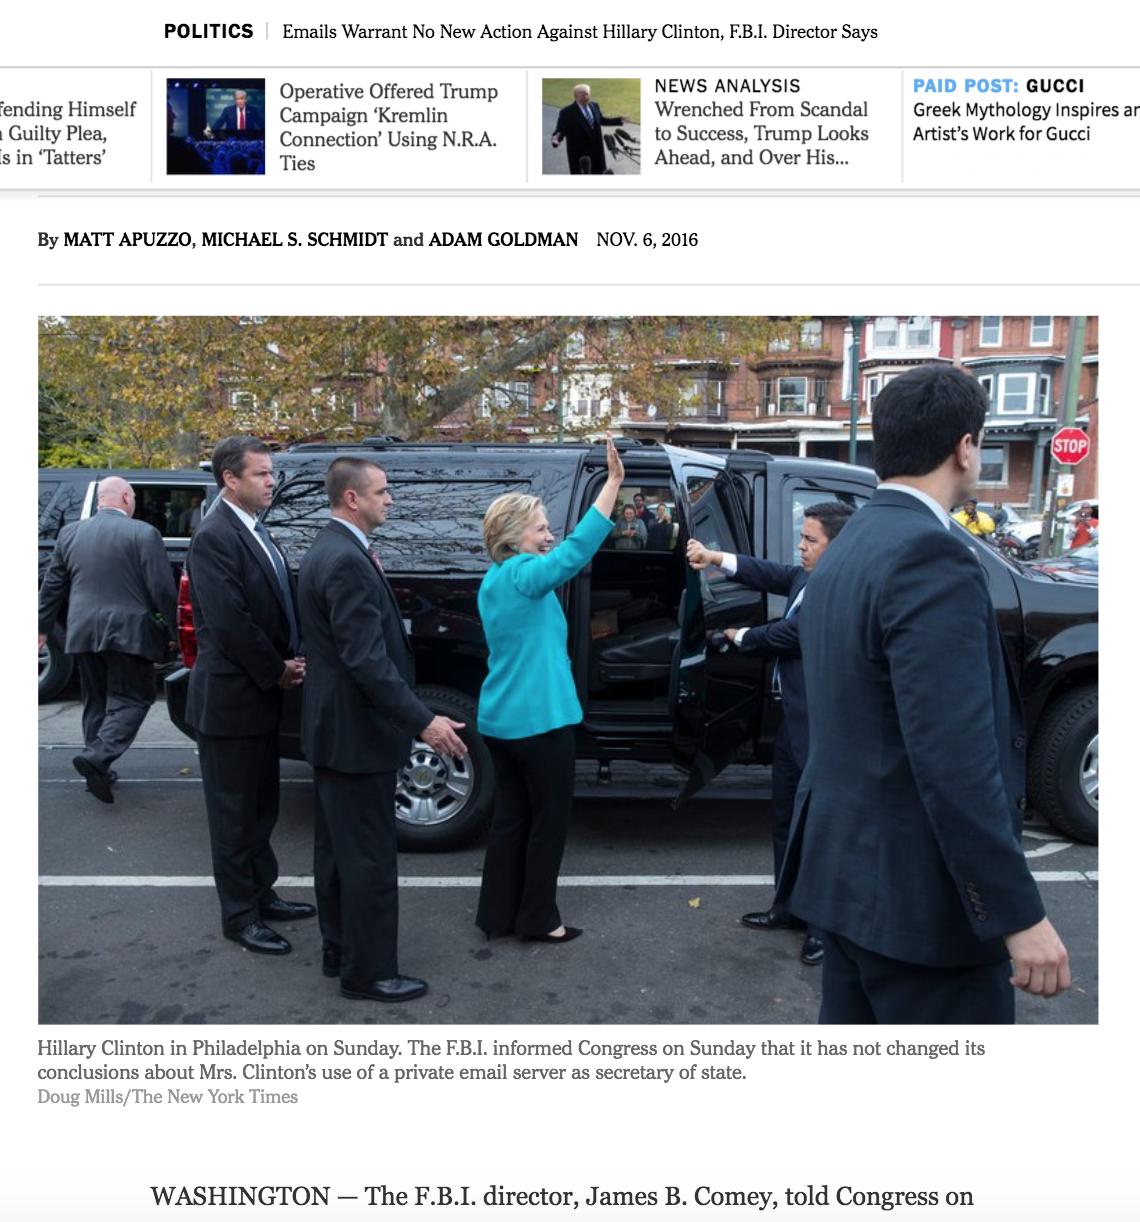 POLITICS | Emails Warrant No New Action Against Hillary Clinton, F.B.I. Director Says
fending Himself
Guilty Plea,
s in ‘Tatters’
Operative Offered Trump
Campaign ‘Kremlin
Connection’ Using N.R.A.
Ties
NEWS ANALYSIS
Wrenched From Scandal
to Success, Trump Looks
Ahead, and Over His...
PAID POST: GUCCI
Greek Mythology Inspires an
Artist’s Work for Gucci
By MATT APUZZO, MICHAEL S. SCHMIDT and ADAM GOLDMAN NOV. 6, 2016
STOP
Hillary Clinton in Philadelphia on Sunday. The F.B.I. informed Congress on Sunday that it has not changed its
conclusions about Mrs. Clinton’s use of a private email server as secretary of state.
Doug Mills/The New York Times
WASHINGTON — The F.B.I. director, James B. Comey, told Congress on